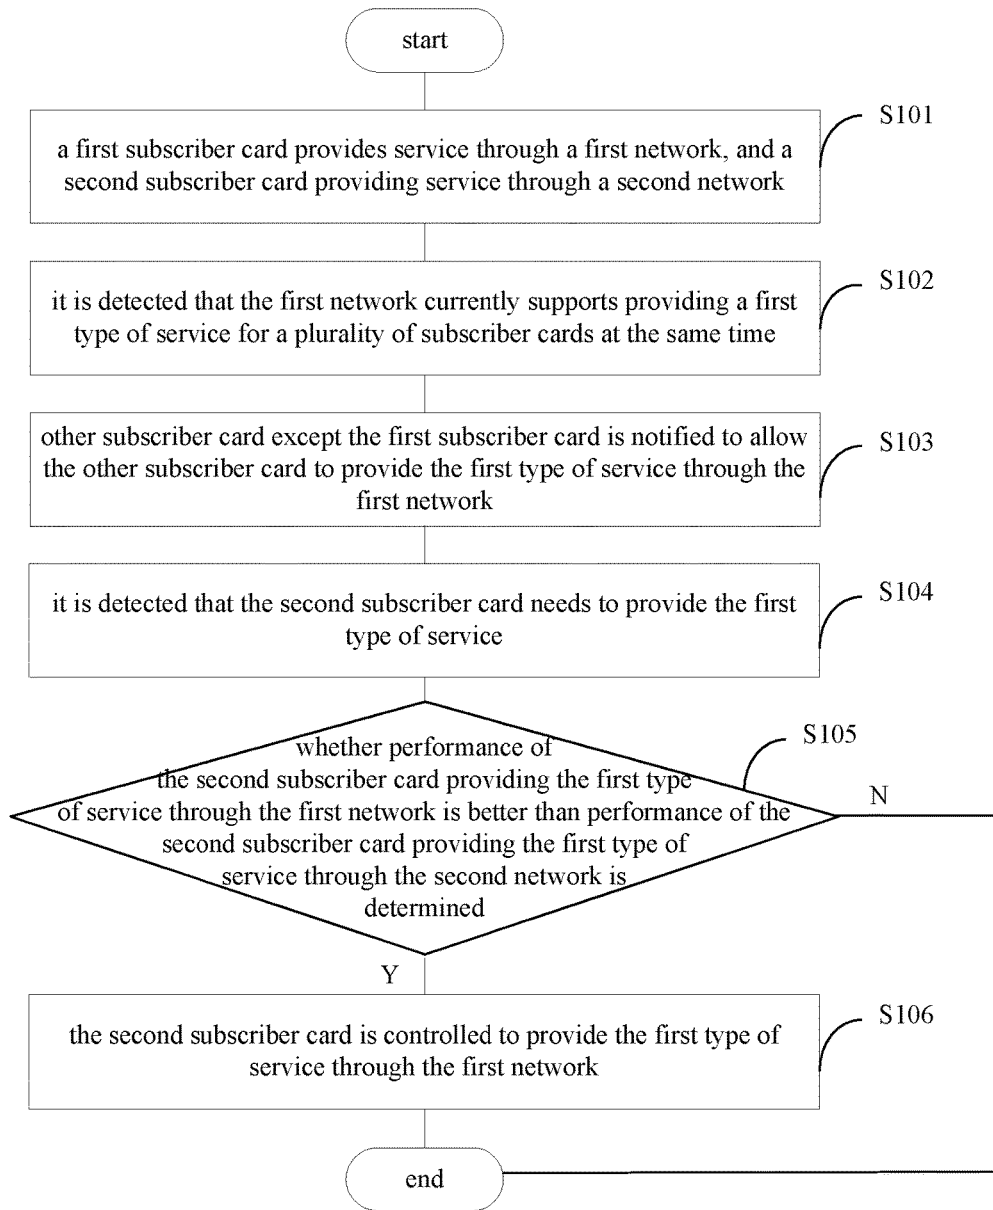 start
S101
a first subscriber card provides service through a first network, and a
second subscriber card providing service through a second network
S102
it is detected that the first network currently supports providing a first
type of service for a plurality of subscriber cards at the same time
S103
other subscriber card except the first subscriber card is notified to allow
the other subscriber card to provide the first type of service through the
first network
S104
it is detected that the second subscriber card needs to provide the first
type of service
S105
whether performance of
the second subscriber card providing the first type
of service through the first network is better than performance of the
second subscriber card providing the first type of
service through the second network is
determined
N
Y
S106
the second subscriber card is controlled to provide the first type of
service through the first network
end